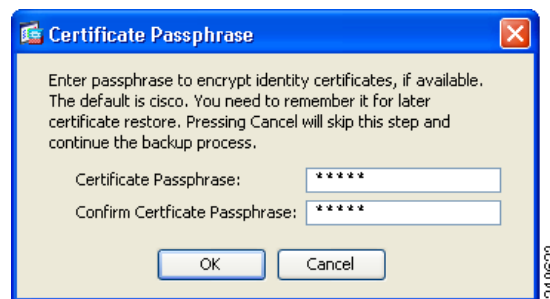 Certificate Passphrase
Enter passphrase to encrypt identity certificates, if available.
The default is cisco. You need to remember it for later
certificate restore. Pressing Cancel will skip this step and
continue the backup process.
Certificate Passphrase: *****
Confirm Certficate Passphrase: *****
OK Cancel